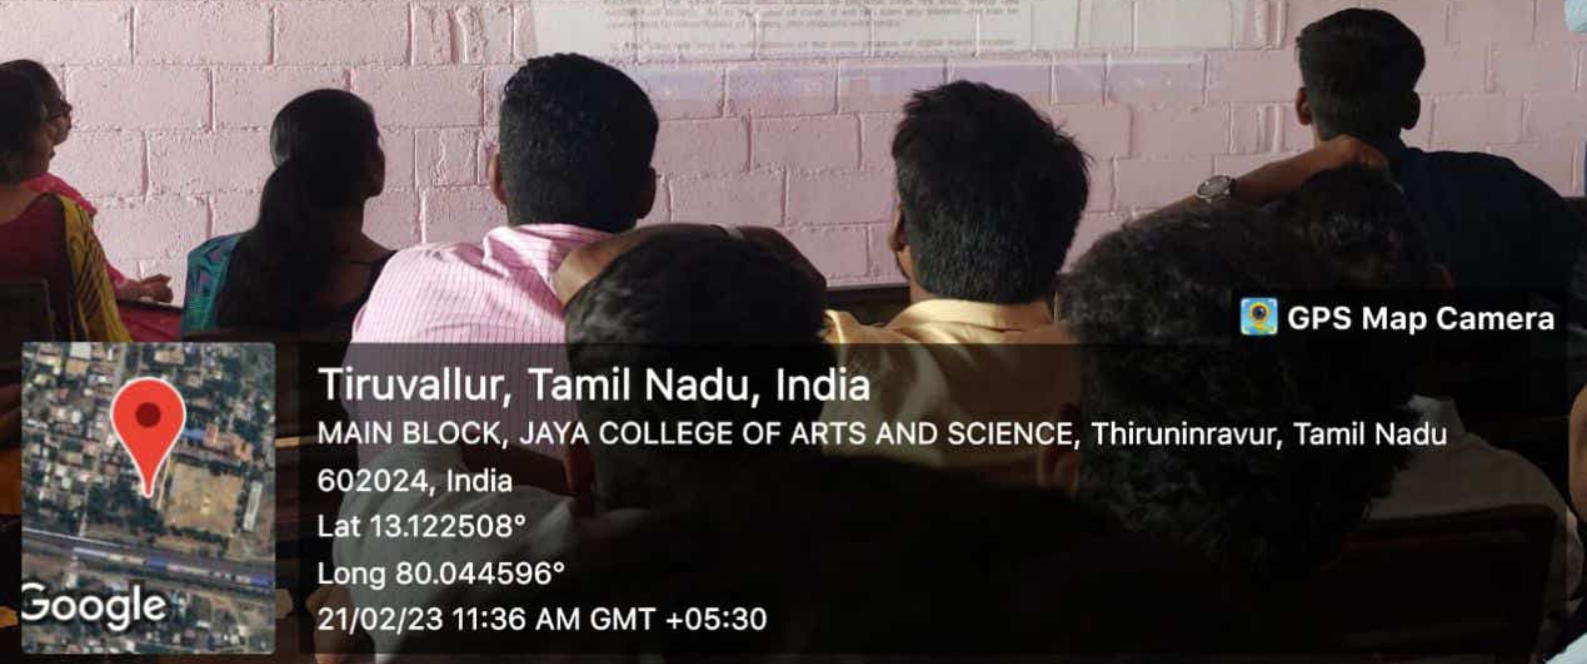 GPS Map Camera
Tiruvallur, Tamil Nadu, India
MAIN BLOCK, JAYA COLLEGE OF ARTS AND SCIENCE, Thiruninravur, Tamil Nadu
602024, India
Lat 13.122508°
Long 80.044596°
21/02/23 11:36 AM GMT +05:30
Google